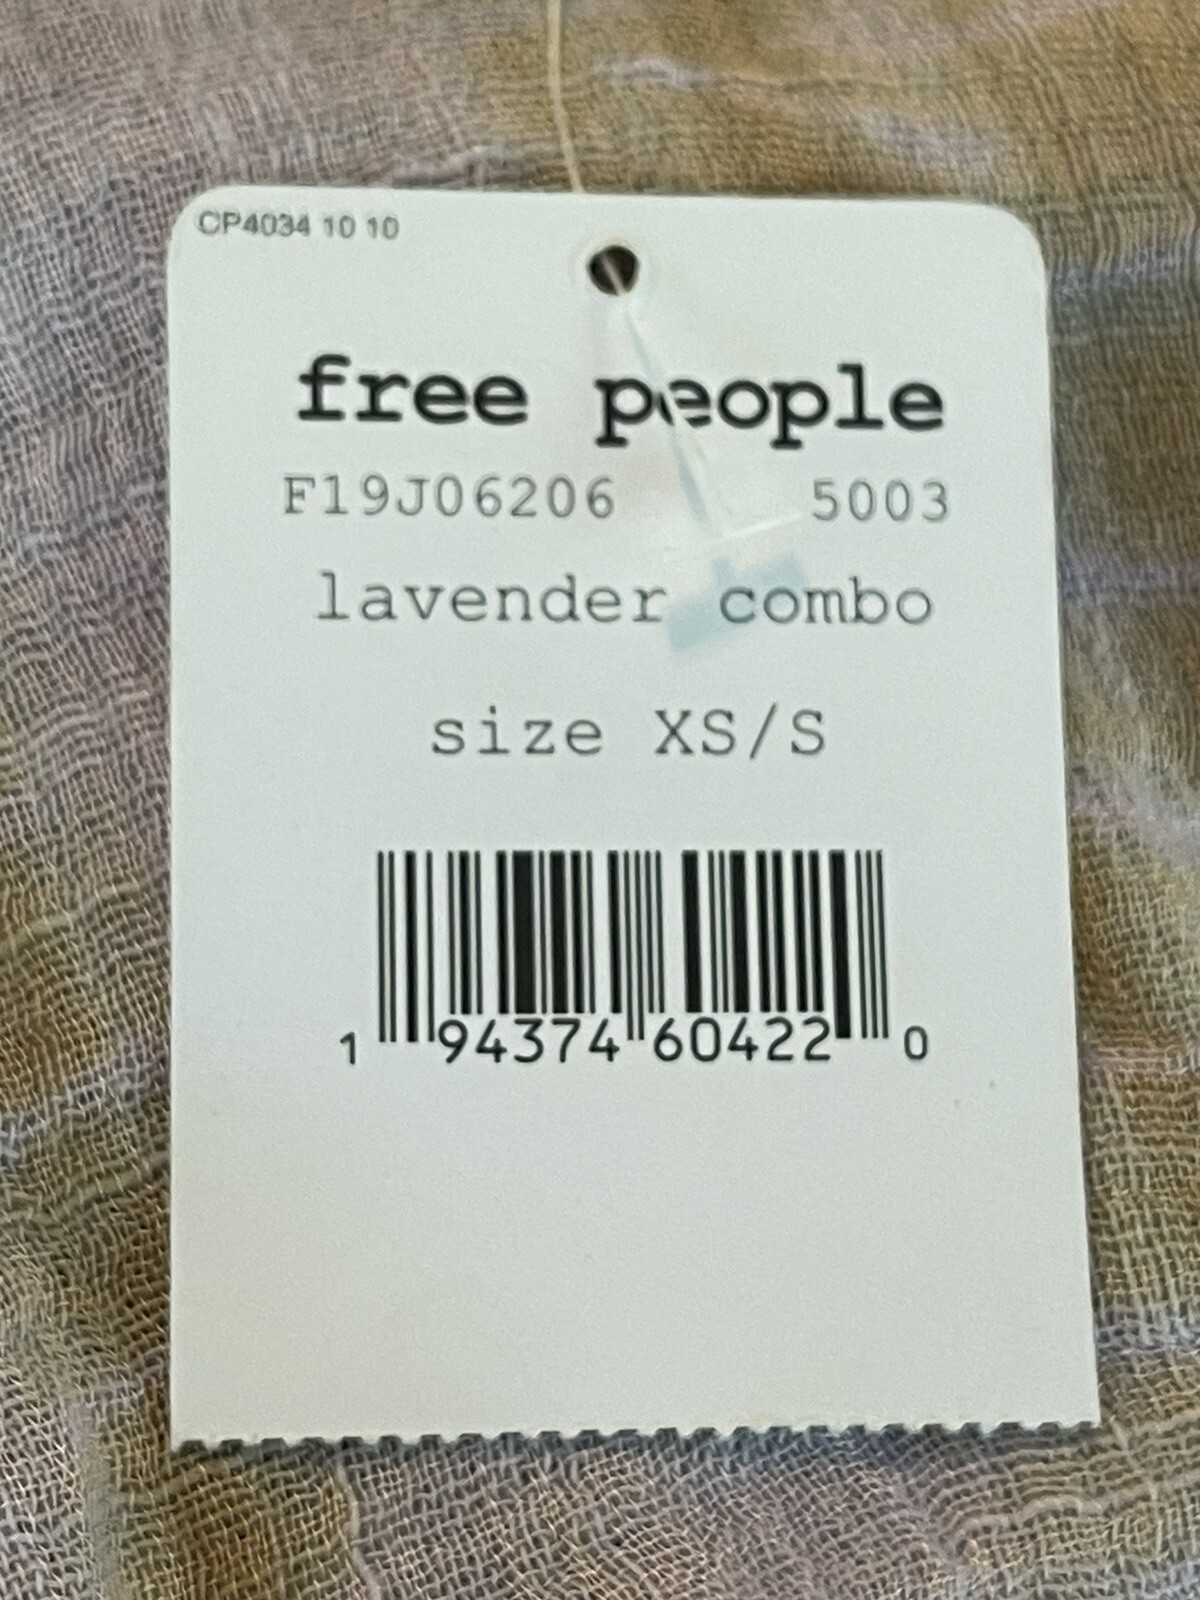 CP4034 10 10
free people
F19J06206 5003
lavender combo
size XS/S
1 94374 60422 0